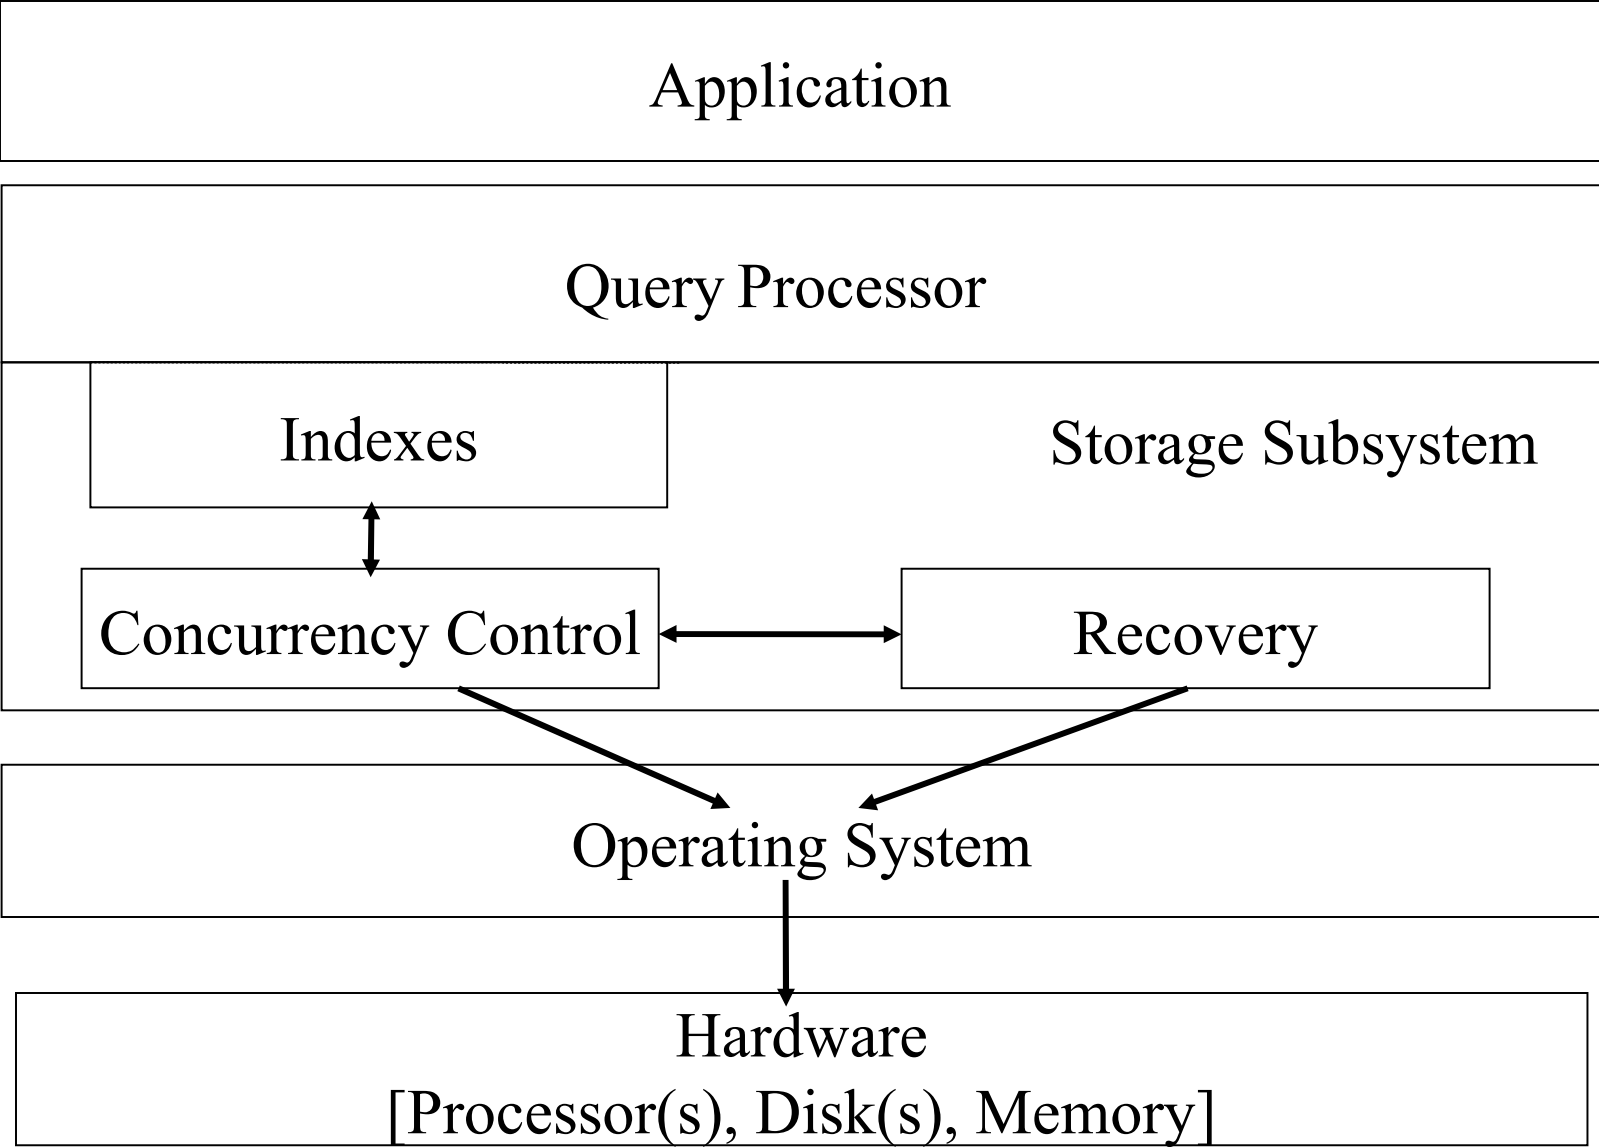 Application
Query Processor
Indexes
Storage Subsystem
Concurrency Control
Recovery
Operating System
Hardware
[Processor(s), Disk(s), Memory]